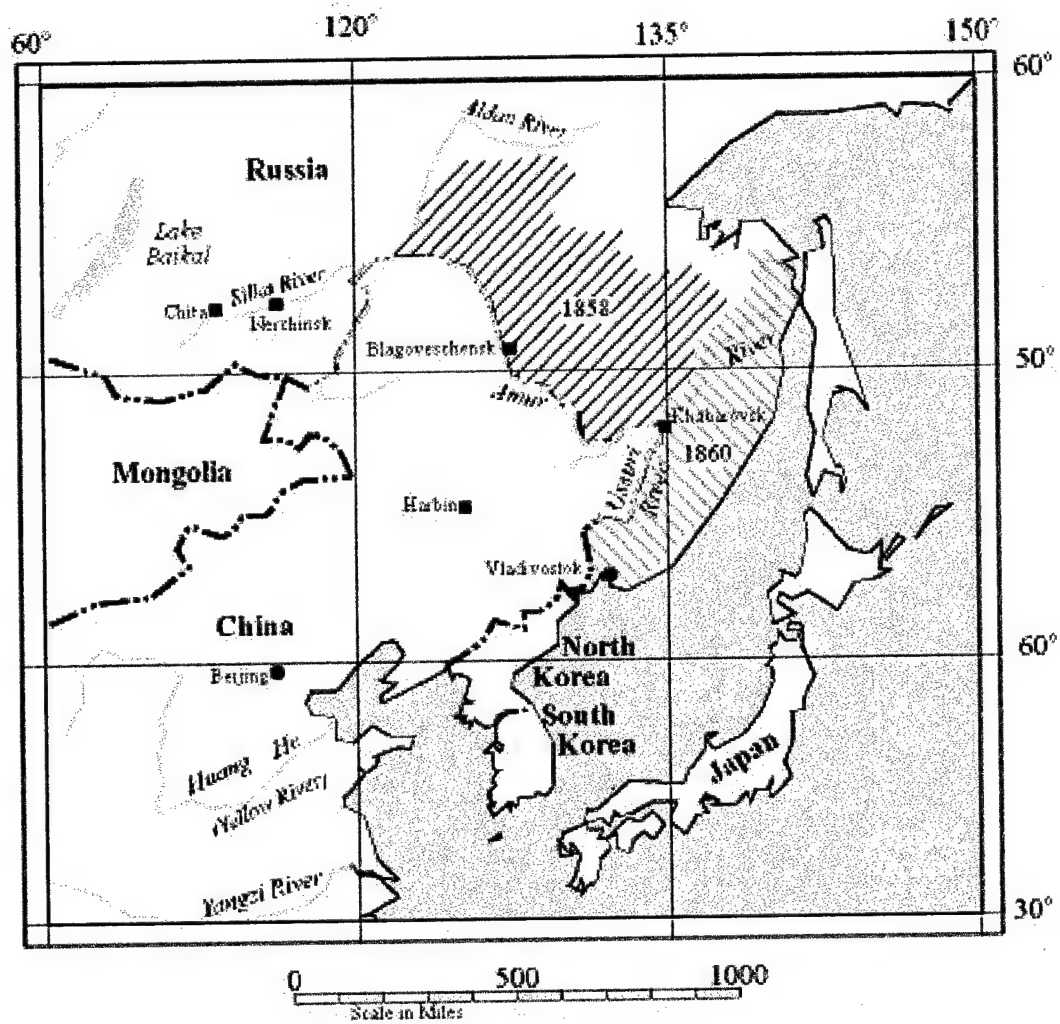 60°
120°
135°
150°
60°
Aldan River
Russia
Lake
Baikal
River
Chita
Nerchinsk
1858
Blagoveschensk
River
50°
Amur
Khabarovsk
1860
Mongolia
Ussuri
River
Harbin
Vladivostok
China
North
Korea
60°
Beijing
South
Korea
Huang He
Japan
Yellow River
Yangzi River
30°
0
500
1000
Scale in Miles